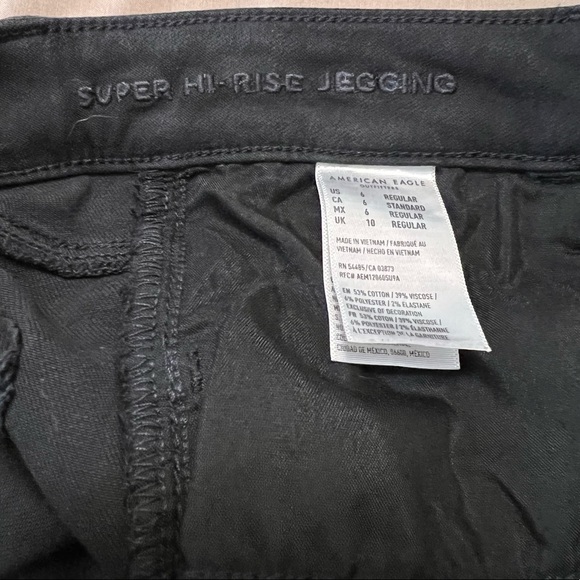 SUPER HI-RISE JEGGING
AMERICAN EAGLE
OUTFITTERS
US 6 REGULAR
CA 6 STANDARD
MX 6 REGULAR
UK 10 REGULAR
MADE IN VIETNAM / FABRIQUÉ AU
VIETNAM / HECHO EN VIETNAM
RN 54485/CA 03873
RFC# AEM120605UYA
EN 53% COTTON / 39% VISCOSE /
6% POLYESTER / 2% ELASTANE
EXCLUSIVE OF DECORATION
FR 53% COTON / 39% VISCOSE /
6% POLYESTER / 2% ÉLASTHANNE
À L'EXCEPTION DE LA GARNITURE
CIUDAD DE MÉXICO, 06600, MÉXICO